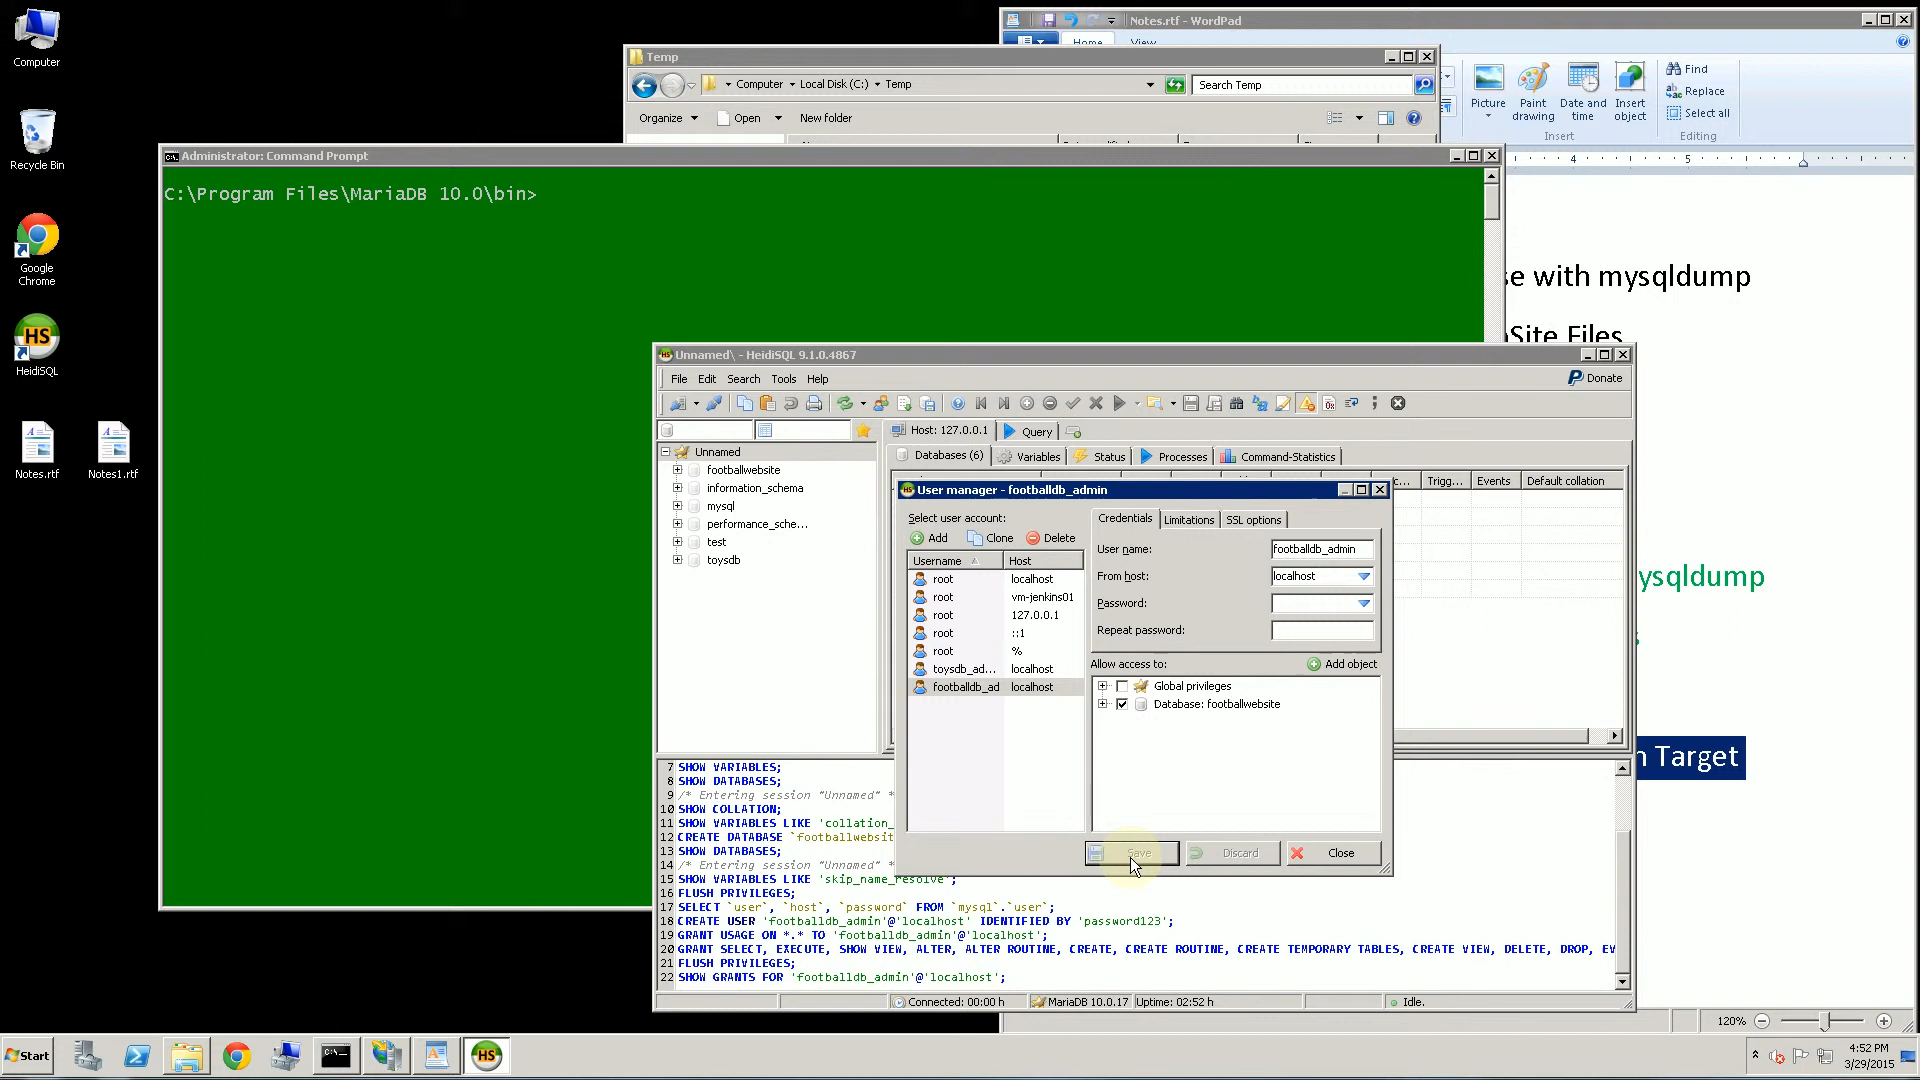 Computer
Recycle Bin
Google
Chrome
HeidiSQL
Notes.rtf
Notes1.rtf
Notes.rtf - WordPad
Home
View
Picture
Paint
drawing
Date and
time
Insert
object
Insert
Find
Replace
Select all
Editing
4
5
se with mysqldump
Site Files
ysqldump
n Target
120%
Temp
Computer
Local Disk (C:)
Temp
Search Temp
Organize
Open
New folder
Administrator: Command Prompt
C:\Program Files\MariaDB 10.0\bin>
Unnamed\ - HeidiSQL 9.1.0.4867
File
Edit
Search
Tools
Help
Donate
Host: 127.0.0.1
Query
Databases (6)
Variables
Status
Processes
Command-Statistics
Unnamed
footballwebsite
information_schema
mysql
performance_sche...
test
toysdb
Trigg...
Events
Default collation
User manager - footballdb_admin
Select user account:
Add
Clone
Delete
Username
Host
root localhost
root vm-jenkins01
root 127.0.0.1
root ::1
root %
toysdb_ad... localhost
footballdb_ad localhost
Credentials
Limitations
SSL options
User name:
footballdb_admin
From host:
localhost
Password:
Repeat password:
Allow access to:
Add object
Global privileges
Database: footballwebsite
Save
Discard
Close
7 SHOW VARIABLES;
8 SHOW DATABASES;
9 /* Entering session "Unnamed" *
10 SHOW COLLATION;
11 SHOW VARIABLES LIKE 'collation_
12 CREATE DATABASE `footballwebsit
13 SHOW DATABASES;
14 /* Entering session "Unnamed" *
15 SHOW VARIABLES LIKE 'skip_name_resolve';
16 FLUSH PRIVILEGES;
17 SELECT `user`, `host`, `password` FROM `mysql`.`user`;
18 CREATE USER 'footballdb_admin'@'localhost' IDENTIFIED BY 'password123';
19 GRANT USAGE ON *.* TO 'footballdb_admin'@'localhost';
20 GRANT SELECT, EXECUTE, SHOW VIEW, ALTER, ALTER ROUTINE, CREATE, CREATE ROUTINE, CREATE TEMPORARY TABLES, CREATE VIEW, DELETE, DROP, EV
21 FLUSH PRIVILEGES;
22 SHOW GRANTS FOR 'footballdb_admin'@'localhost';
Connected: 00:00 h
MariaDB 10.0.17
Uptime: 02:52 h
Idle.
Start
4:52 PM
3/29/2015